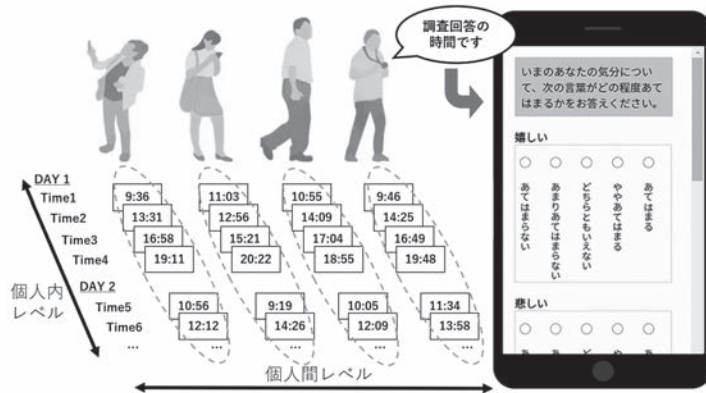 調査回答の
時間です
いまのあなたの気分につい
て、次の言葉がどの程度あて
はまるかをお答えください。
嬉しい
あてはまらない
あまりあてはまらない
どちらともいえない
ややあてはまる
あてはまる
悲しい
あ あ ど や あ
DAY 1
Time1 9:36 11:03 10:55 9:46
Time2 13:31 12:56 14:09 14:25
Time3 16:58 15:21 17:04 16:49
Time4 19:11 20:22 18:55 19:48
DAY 2
Time5 10:56 9:19 10:05 11:34
Time6 12:12 14:26 12:09 13:58
… … … … …
個人内
レベル
個人間レベル